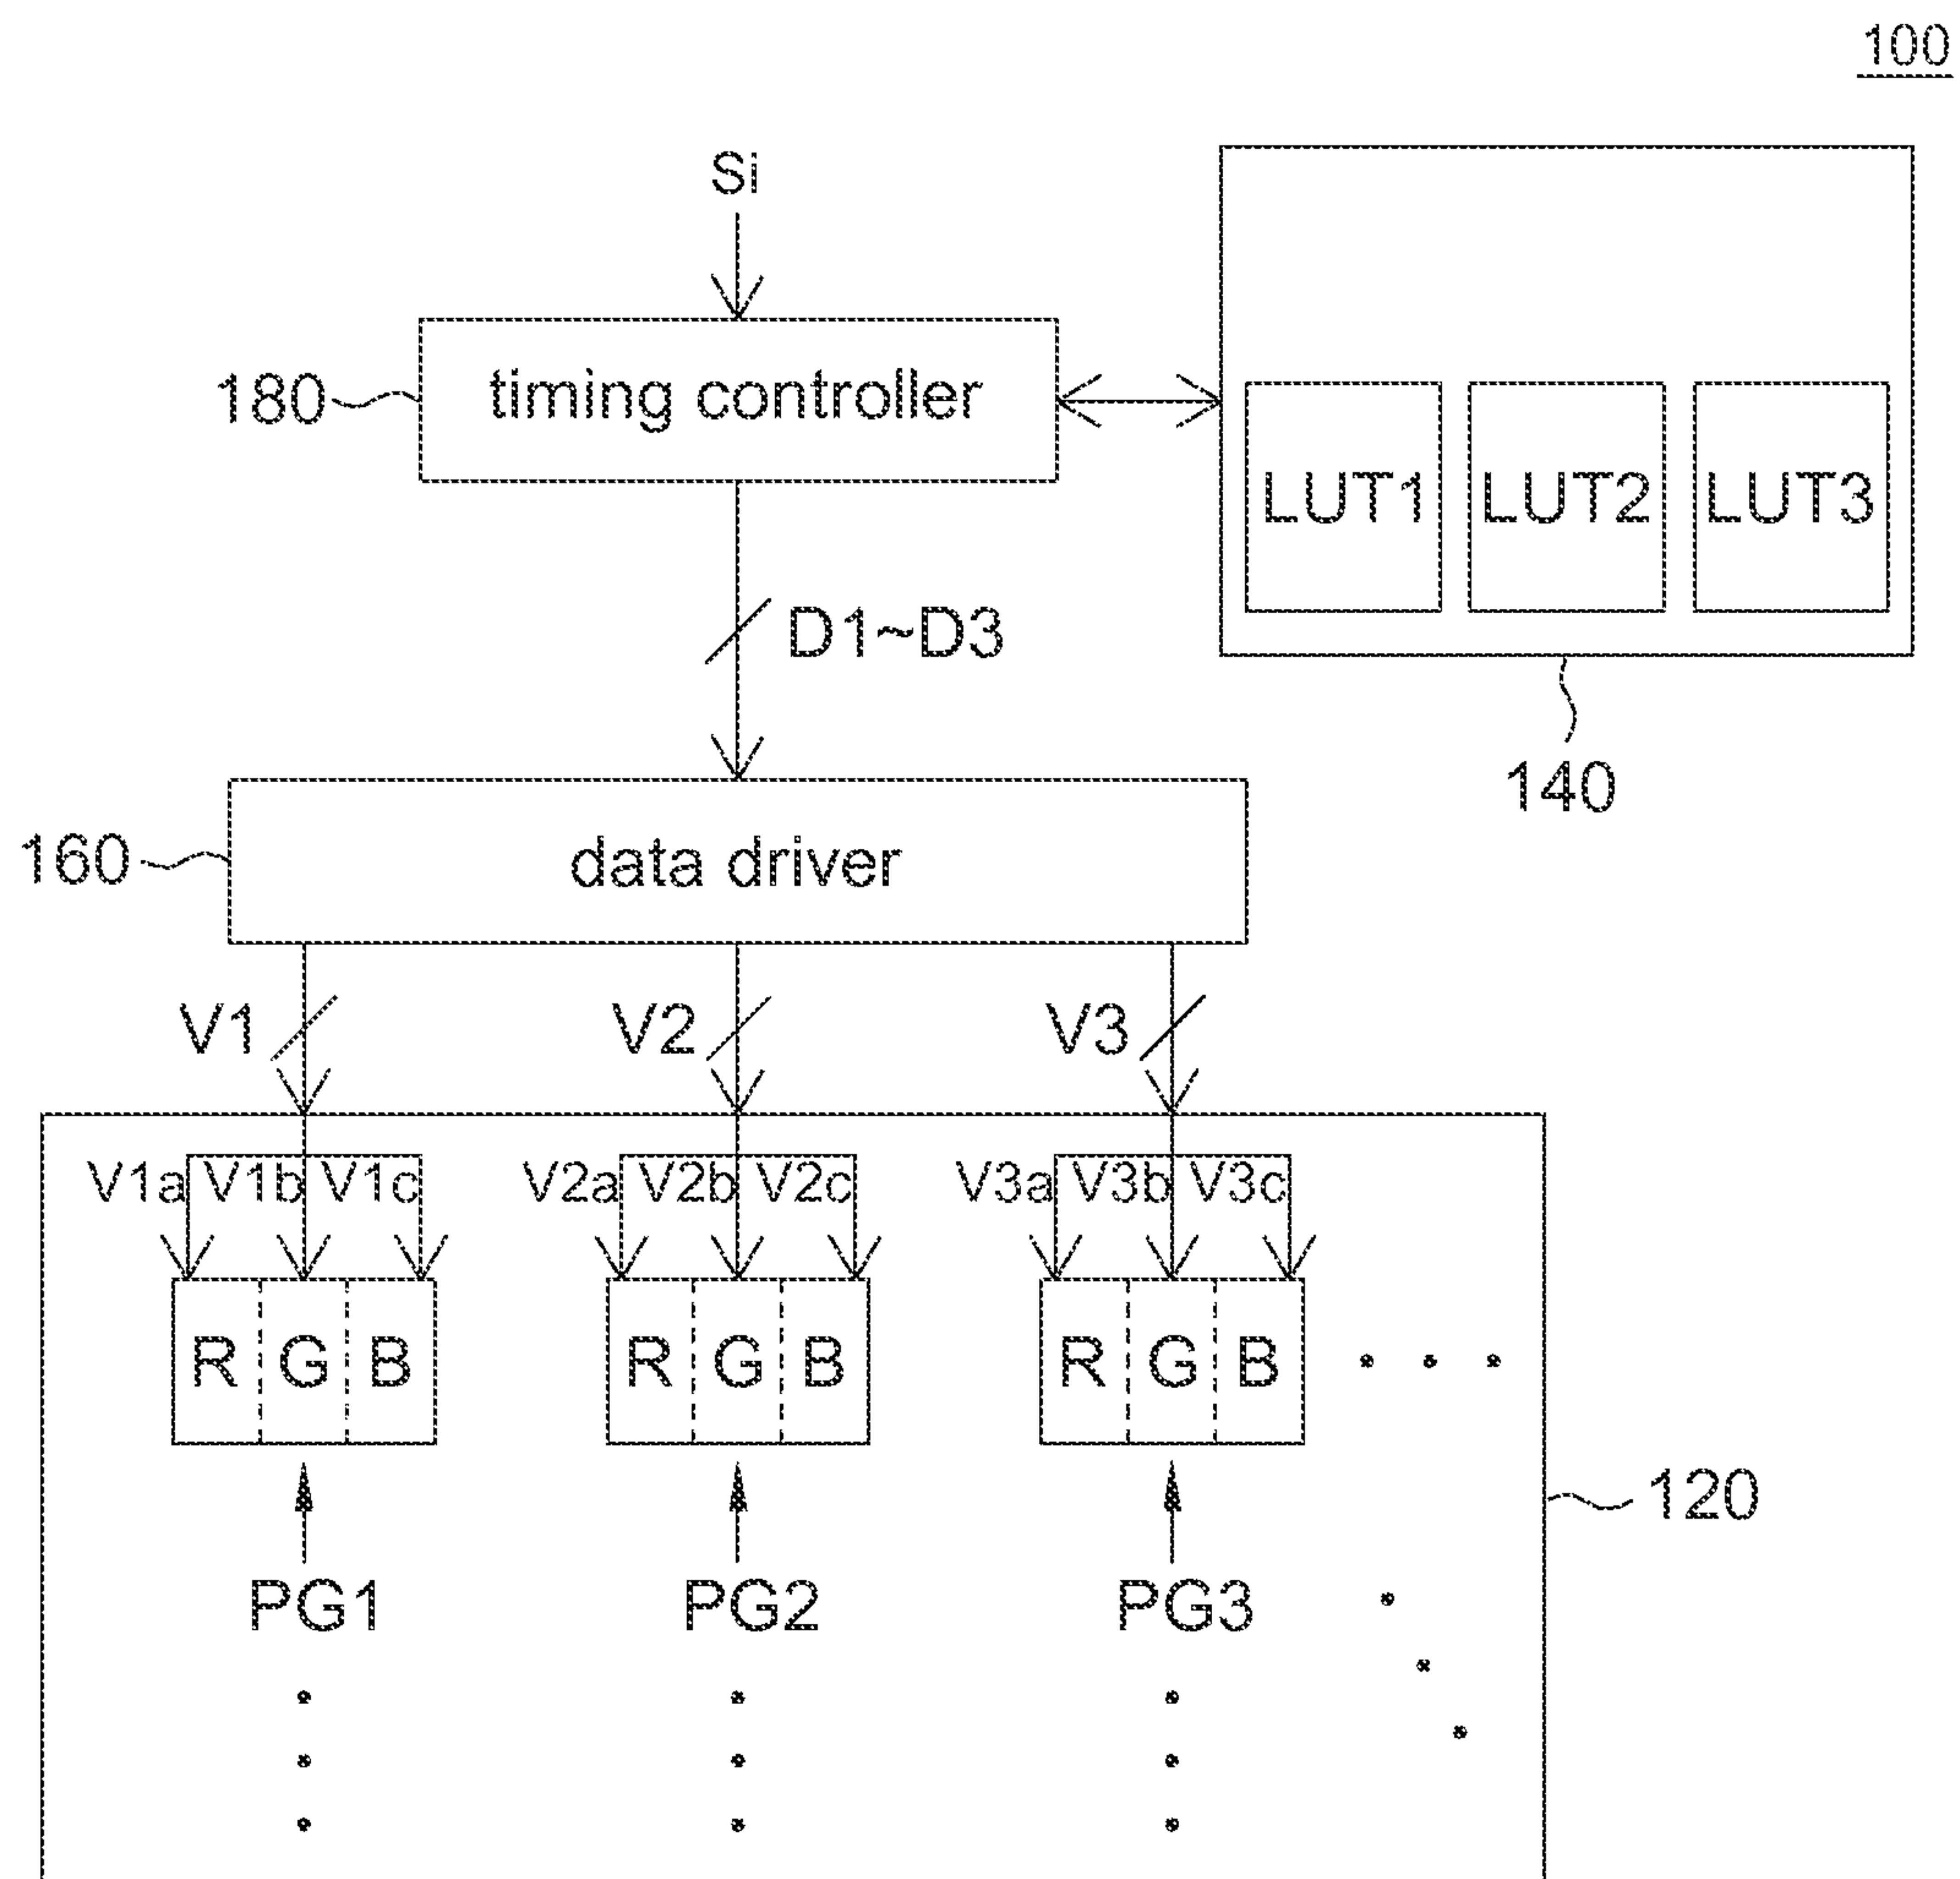 100
Si
180
timing controller
LUT1 LUT2 LUT3
D1~D3
140
160
data driver
V1 V2 V3
V1a V1b V1c V2a V2b V2c V3a V3b V3c
R G B R G B R G B
120
PG1 PG2 PG3